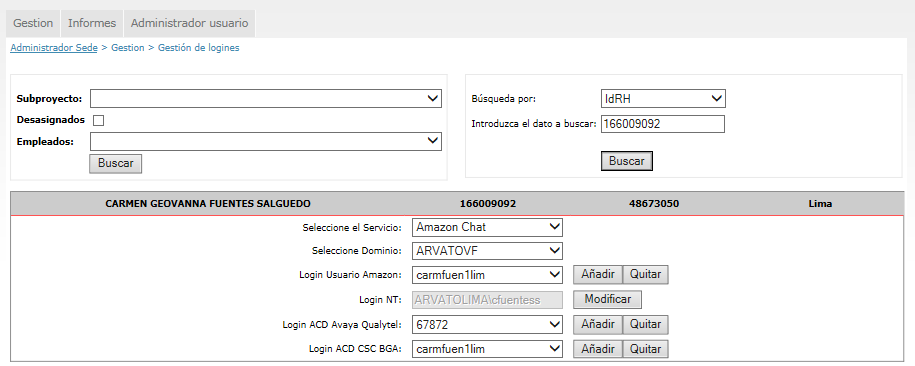 Gestion Informes Administrador usuario
Administrador Sede > Gestion > Gestión de logines
Subproyecto:
Desasignados
Empleados:
Buscar
Búsqueda por: IdRH
Introduzca el dato a buscar: 166009092
Buscar
CARMEN GEOVANNA FUENTES SALGUEDO 166009092 48673050 Lima
Seleccione el Servicio: Amazon Chat
Seleccione Dominio: ARVATOVF
Login Usuario Amazon: carmfuen1lim Añadir Quitar
Login NT: ARVATOLIMA\cfuentess Modificar
Login ACD Avaya Qualytel: 67872 Añadir Quitar
Login ACD CSC BGA: carmfuen1lim Añadir Quitar